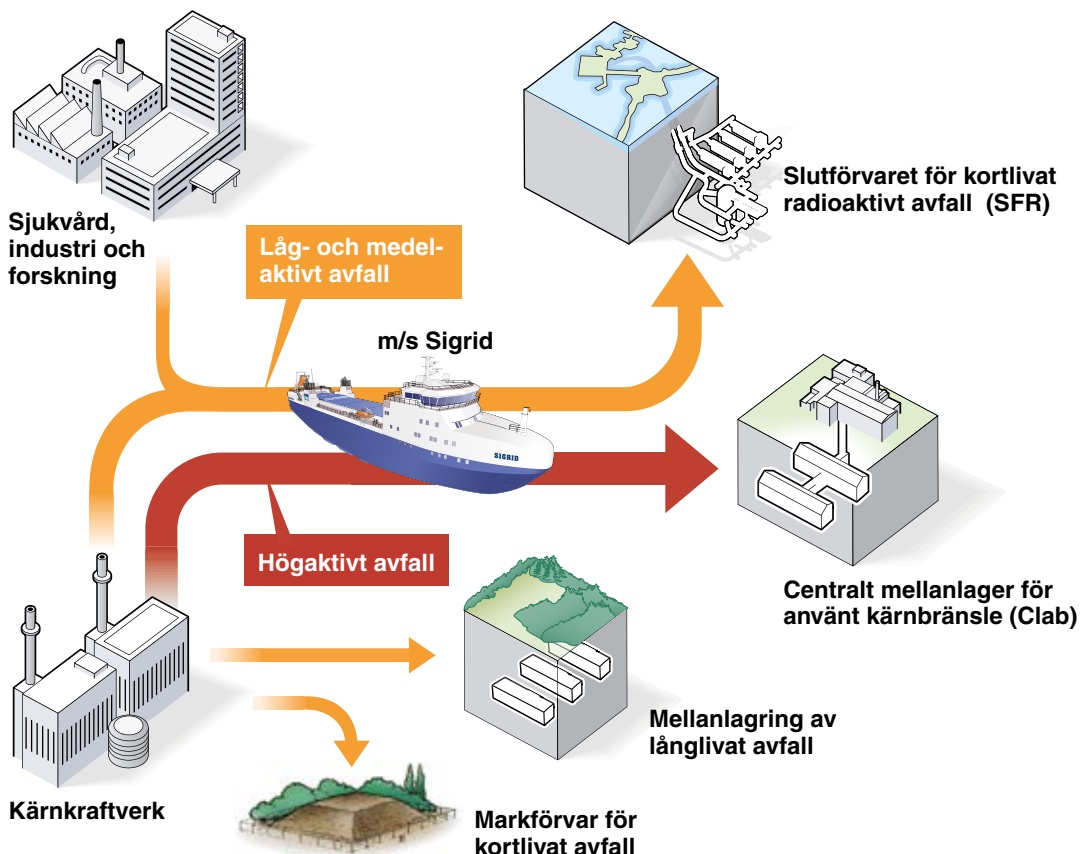 Sjukvård,
industri och
forskning
Låg- och medel-
aktivt avfall
m/s Sigrid
SIGRID
Slutförvaret för kortlivat
radioaktivt avfall (SFR)
Högaktivt avfall
Centralt mellanlager för
använt kärnbränsle (Clab)
Mellanlagring av
långlivat avfall
Kärnkraftverk
Markförvar för
kortlivat avfall